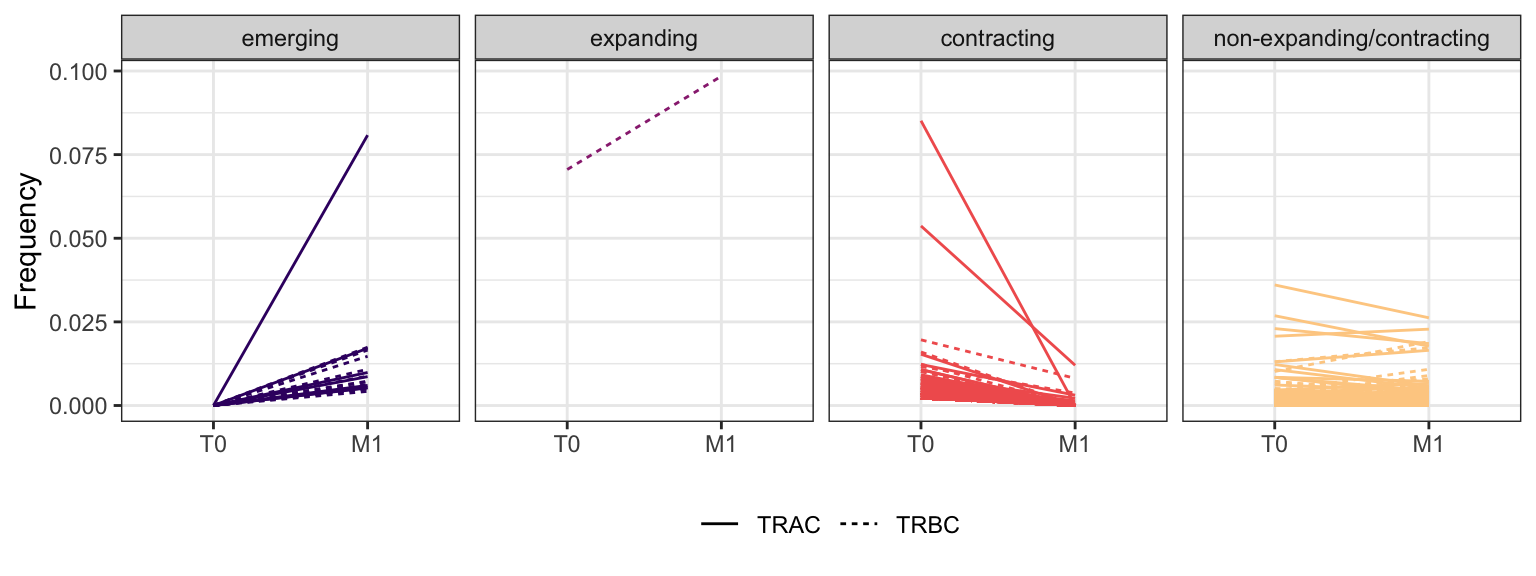 emerging expanding contracting non-expanding/contracting
Frequency
0.100
0.075
0.050
0.025
0.000
T0 M1 T0 M1 T0 M1 T0 M1
TRAC TRBC